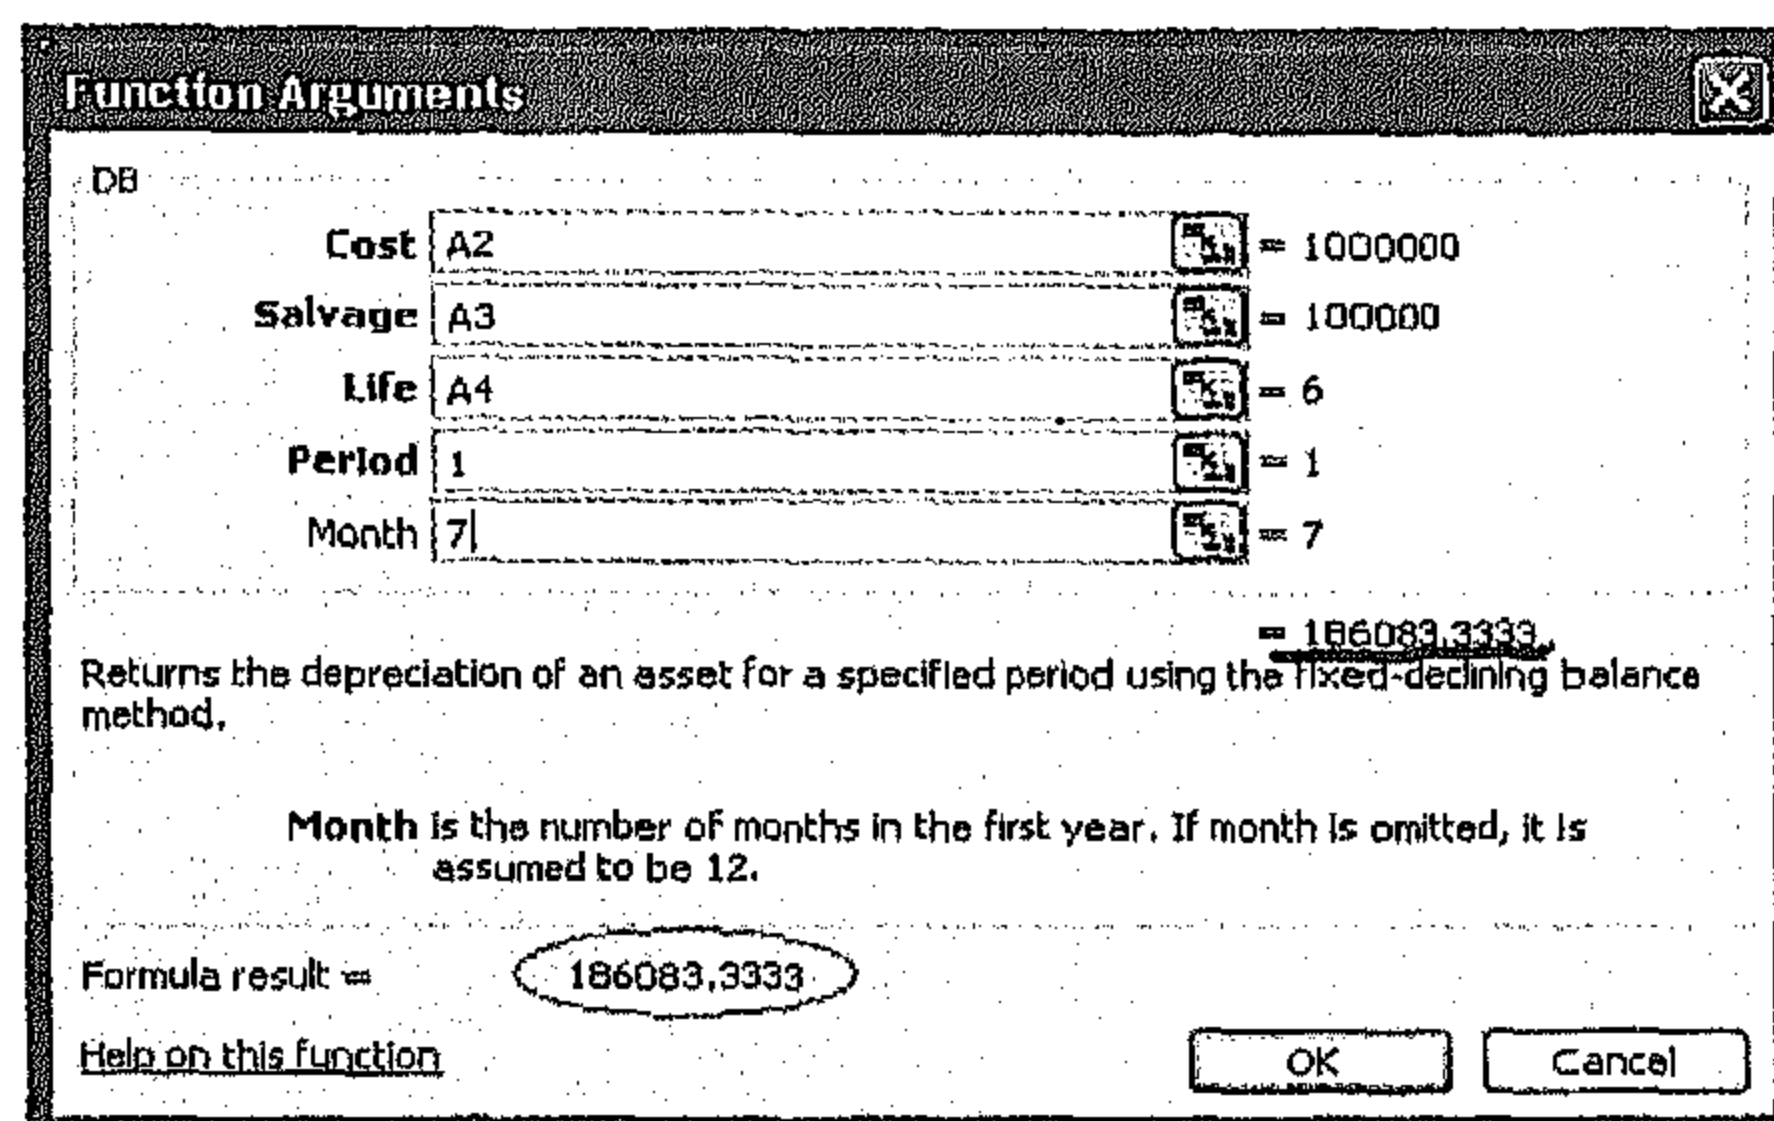 Function Arguments
DB
Cost A2 = 1000000
Salvage A3 = 100000
Life A4 = 6
Period 1 = 1
Month 7 = 7
= 186083,3333
Returns the depreciation of an asset for a specified period using the fixed-declining balance
method.
Month is the number of months in the first year. If month is omitted, it is
assumed to be 12.
Formula result = 186083,3333
Help on this function
OK Cancel